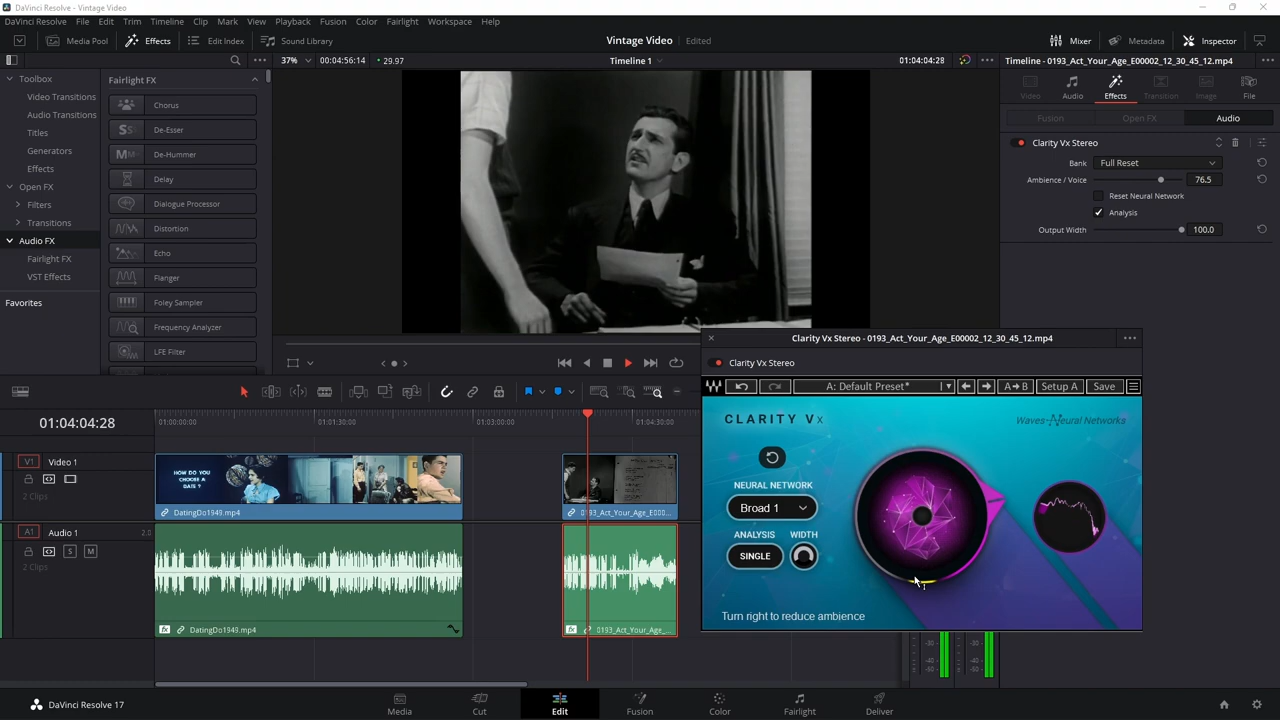 DaVinci Resolve - Vintage Video
DaVinci Resolve File Edit Trim Timeline Clip Mark View Playback Fusion Color Fairlight Workspace Help
Media Pool Effects Edit Index Sound Library Vintage Video Edited Mixer Metadata Inspector
37% 00:04:56:14 29.97 Timeline 1 01:04:04:28 Timeline - 0193_Act_Your_Age_E00002_12_30_45_12.mp4
Toolbox
Video Transitions
Audio Transitions
Titles
Generators
Effects
Open FX
Filters
Transitions
Audio FX
Fairlight FX
VST Effects
Favorites
Fairlight FX
Chorus
De-Esser
De-Hummer
Delay
Dialogue Processor
Distortion
Echo
Flanger
Foley Sampler
Frequency Analyzer
LFE Filter
Video Audio Effects Transition Image File
Fusion Open FX Audio
Clarity Vx Stereo
Bank Full Reset
Ambience / Voice 76.5
Reset Neural Network
Analysis
Output Width 100.0
Clarity Vx Stereo - 0193_Act_Your_Age_E00002_12_30_45_12.mp4
Clarity Vx Stereo
A: Default Preset* A→B Setup A Save
CLARITY Vx Waves Neural Networks
NEURAL NETWORK
Broad 1
ANALYSIS WIDTH
SINGLE
Turn right to reduce ambience
01:04:04:28 01:00:00:00 01:01:30:00 01:03:00:00 01:04:30:00
V1 Video 1
2 Clips
HOW DO YOU
CHOOSE A
DATE ?
DatingDo1949.mp4 0193_Act_Your_Age_E000...
A1 Audio 1 2.0
S M
2 Clips
fx DatingDo1949.mp4 fx 0193_Act_Your_Age_...
-30 -30
-40 -40
-50 -50
DaVinci Resolve 17 Media Cut Edit Fusion Color Fairlight Deliver